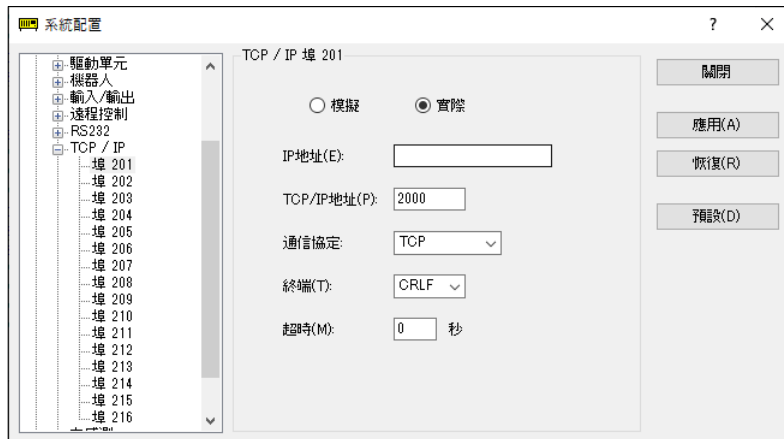 系統配置
?
驅動單元
機器人
輸入/輸出
遠程控制
RS232
TCP / IP
埠 201
埠 202
埠 203
埠 204
埠 205
埠 206
埠 207
埠 208
埠 209
埠 210
埠 211
埠 212
埠 213
埠 214
埠 215
埠 216
TCP / IP 埠 201
模擬
實際
IP地址(E):
TCP/IP地址(P): 2000
通信協定: TCP
終端(T): CRLF
超時(M): 0 秒
關閉
應用(A)
恢復(R)
預設(D)